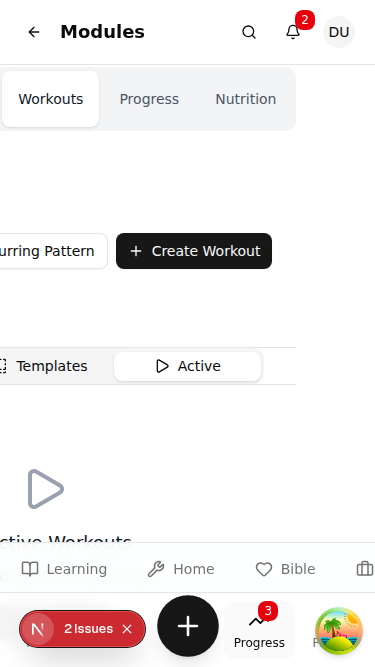 Modules
2
DU
Workouts Progress Nutrition
urring Pattern + Create Workout
Templates Active
ctive Workouts
Learning Home Bible
N 2 Issues ×
+
3
Progress